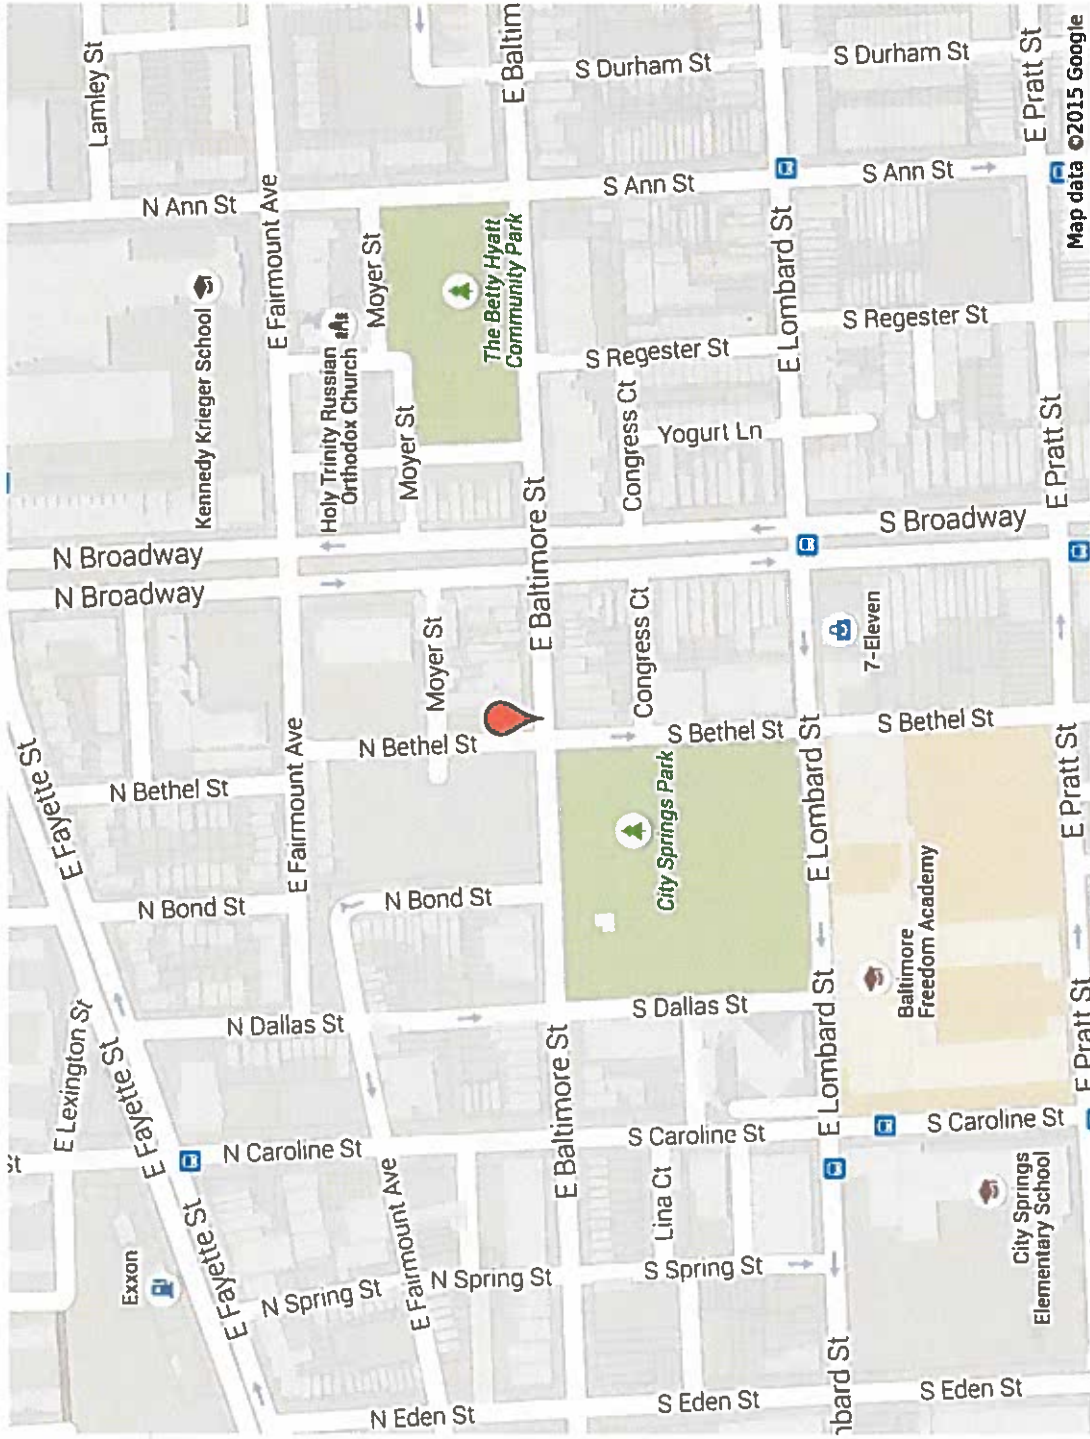 Lamley St
E Baltim
S Durham St
S Durham St
E Pratt St
Map data ©2015 Google
N Ann St
E Fairmount Ave
S Ann St
S Ann St
Kennedy Krieger School
Holy Trinity Russian
Orthodox Church
Moyer St
The Betty Hyatt
Community Park
E Lombard St
S Regester St
S Regester St
Moyer St
Congress Ct
Yogurt Ln
E Pratt St
N Broadway
N Broadway
E Baltimore St
S Broadway
Moyer St
Congress Ct
7-Eleven
E Fayette St
N Bethel St
E Fairmount Ave
N Bethel St
S Bethel St
S Bethel St
E Lombard St
E Pratt St
City Springs Park
N Bond St
N Bond St
Baltimore
Freedom Academy
E Lexington St
E Fayette St
N Dallas St
S Dallas St
E Baltimore St
E Lombard St
E Pratt St
St
E Fayette St
N Caroline St
S Caroline St
S Caroline St
E Fairmount Ave
Lina Ct
City Springs
Elementary School
Exxon
N Spring St
N Spring St
S Spring St
N Eden St
S Eden St
mbard St
S Eden St